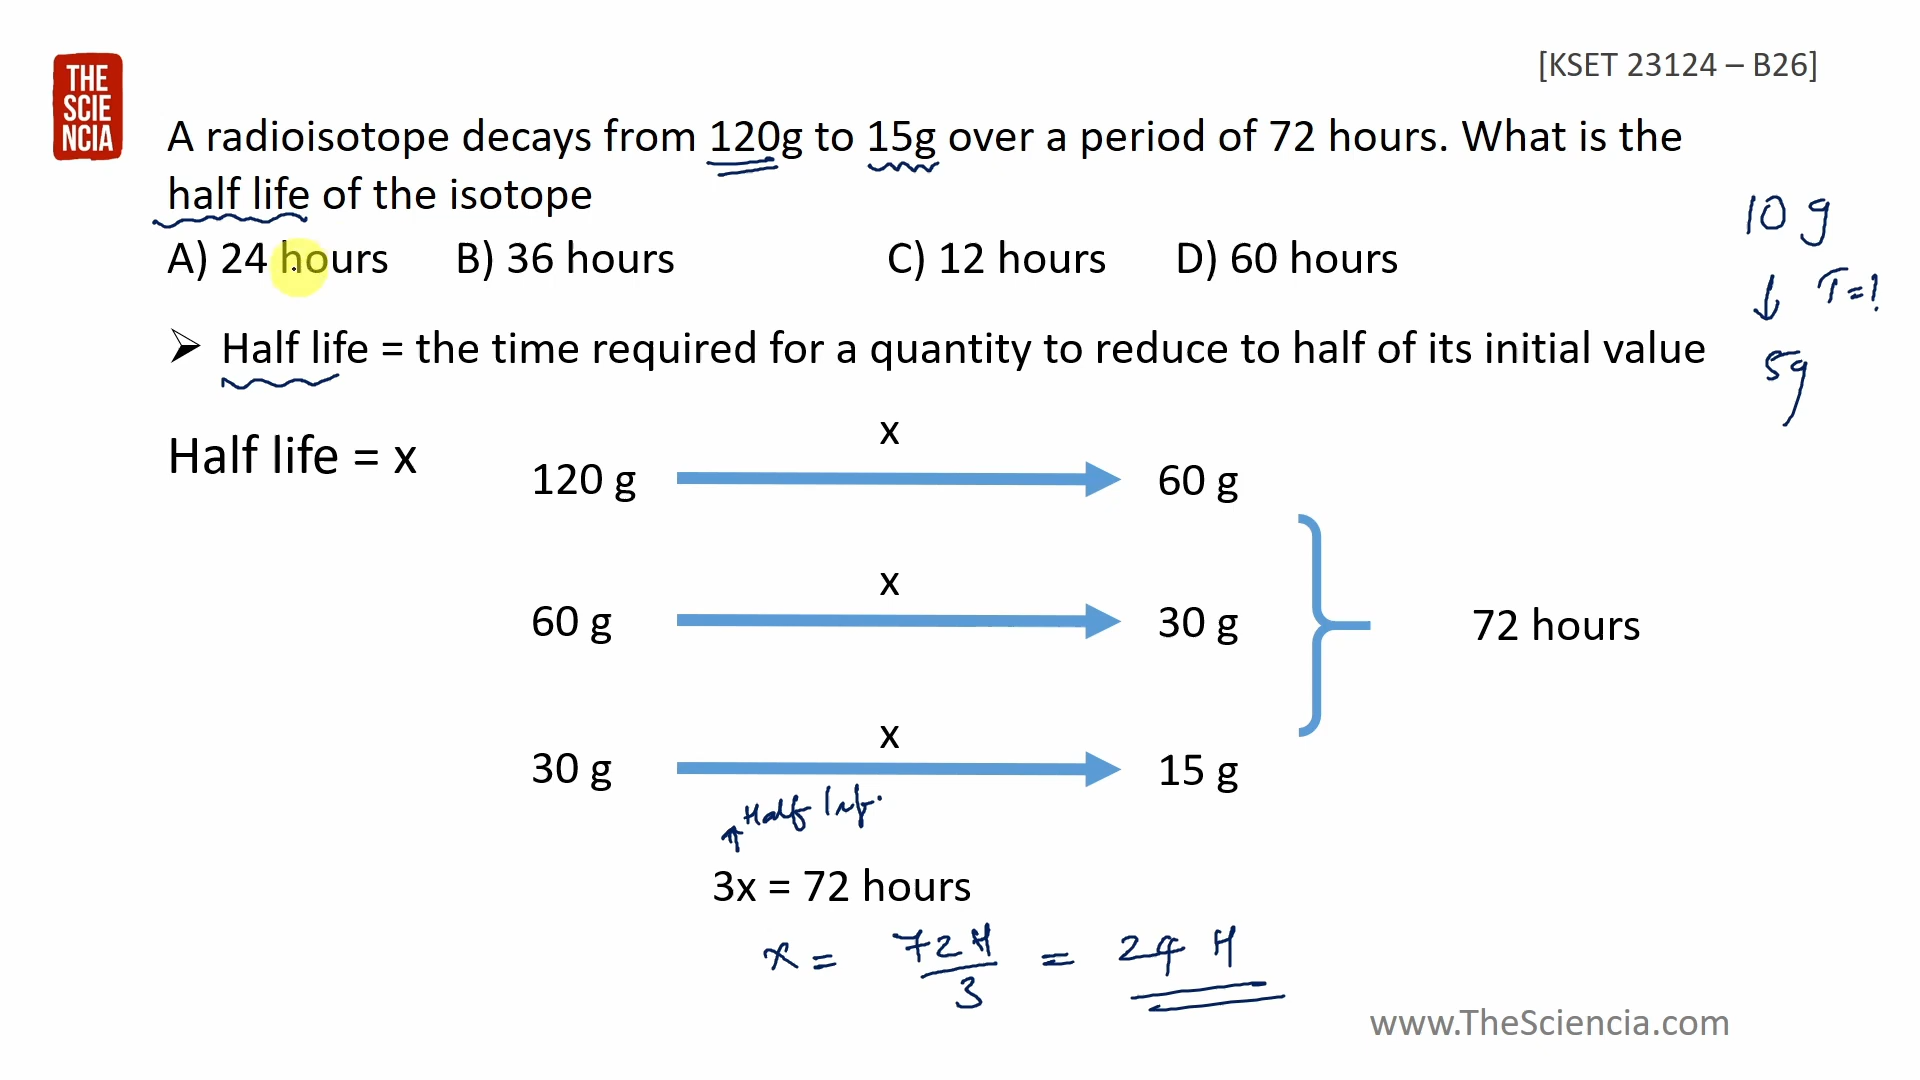 THE
SCIE
NCIA
[KSET 23124 – B26]
A radioisotope decays from 120g to 15g over a period of 72 hours. What is the
half life of the isotope
A) 24 hours B) 36 hours C) 12 hours D) 60 hours
10 g
↓ T=?
5g
➢ Half life = the time required for a quantity to reduce to half of its initial value
Half life = x
x
120 g 60 g
x
60 g 30 g
72 hours
x
30 g 15 g
Half
3x = 72 hours
x = 72 H / 3 = 24 H
www.TheSciencia.com